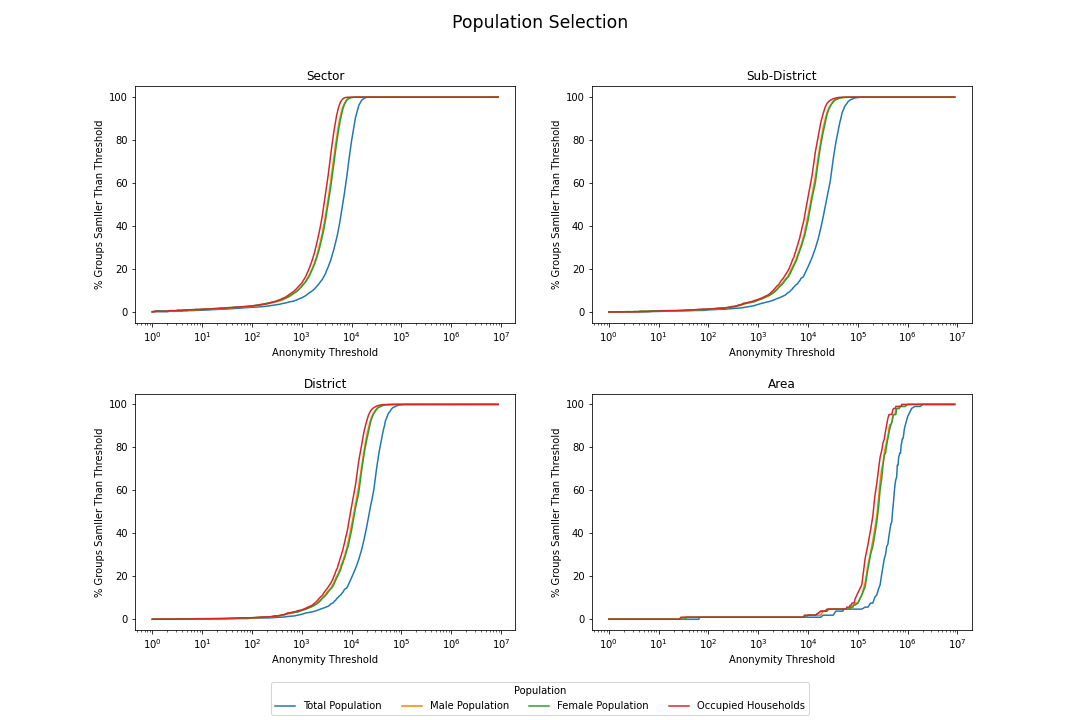 Population Selection
Sector
% Groups Samller Than Threshold
100
80
60
40
20
0
10⁰ 10¹ 10² 10³ 10⁴ 10⁵ 10⁶ 10⁷
Anonymity Threshold
Sub-District
% Groups Samller Than Threshold
100
80
60
40
20
0
10⁰ 10¹ 10² 10³ 10⁴ 10⁵ 10⁶ 10⁷
Anonymity Threshold
District
% Groups Samller Than Threshold
100
80
60
40
20
0
10⁰ 10¹ 10² 10³ 10⁴ 10⁵ 10⁶ 10⁷
Anonymity Threshold
Area
% Groups Samller Than Threshold
100
80
60
40
20
0
10⁰ 10¹ 10² 10³ 10⁴ 10⁵ 10⁶ 10⁷
Anonymity Threshold
Population
Total Population Male Population Female Population Occupied Households